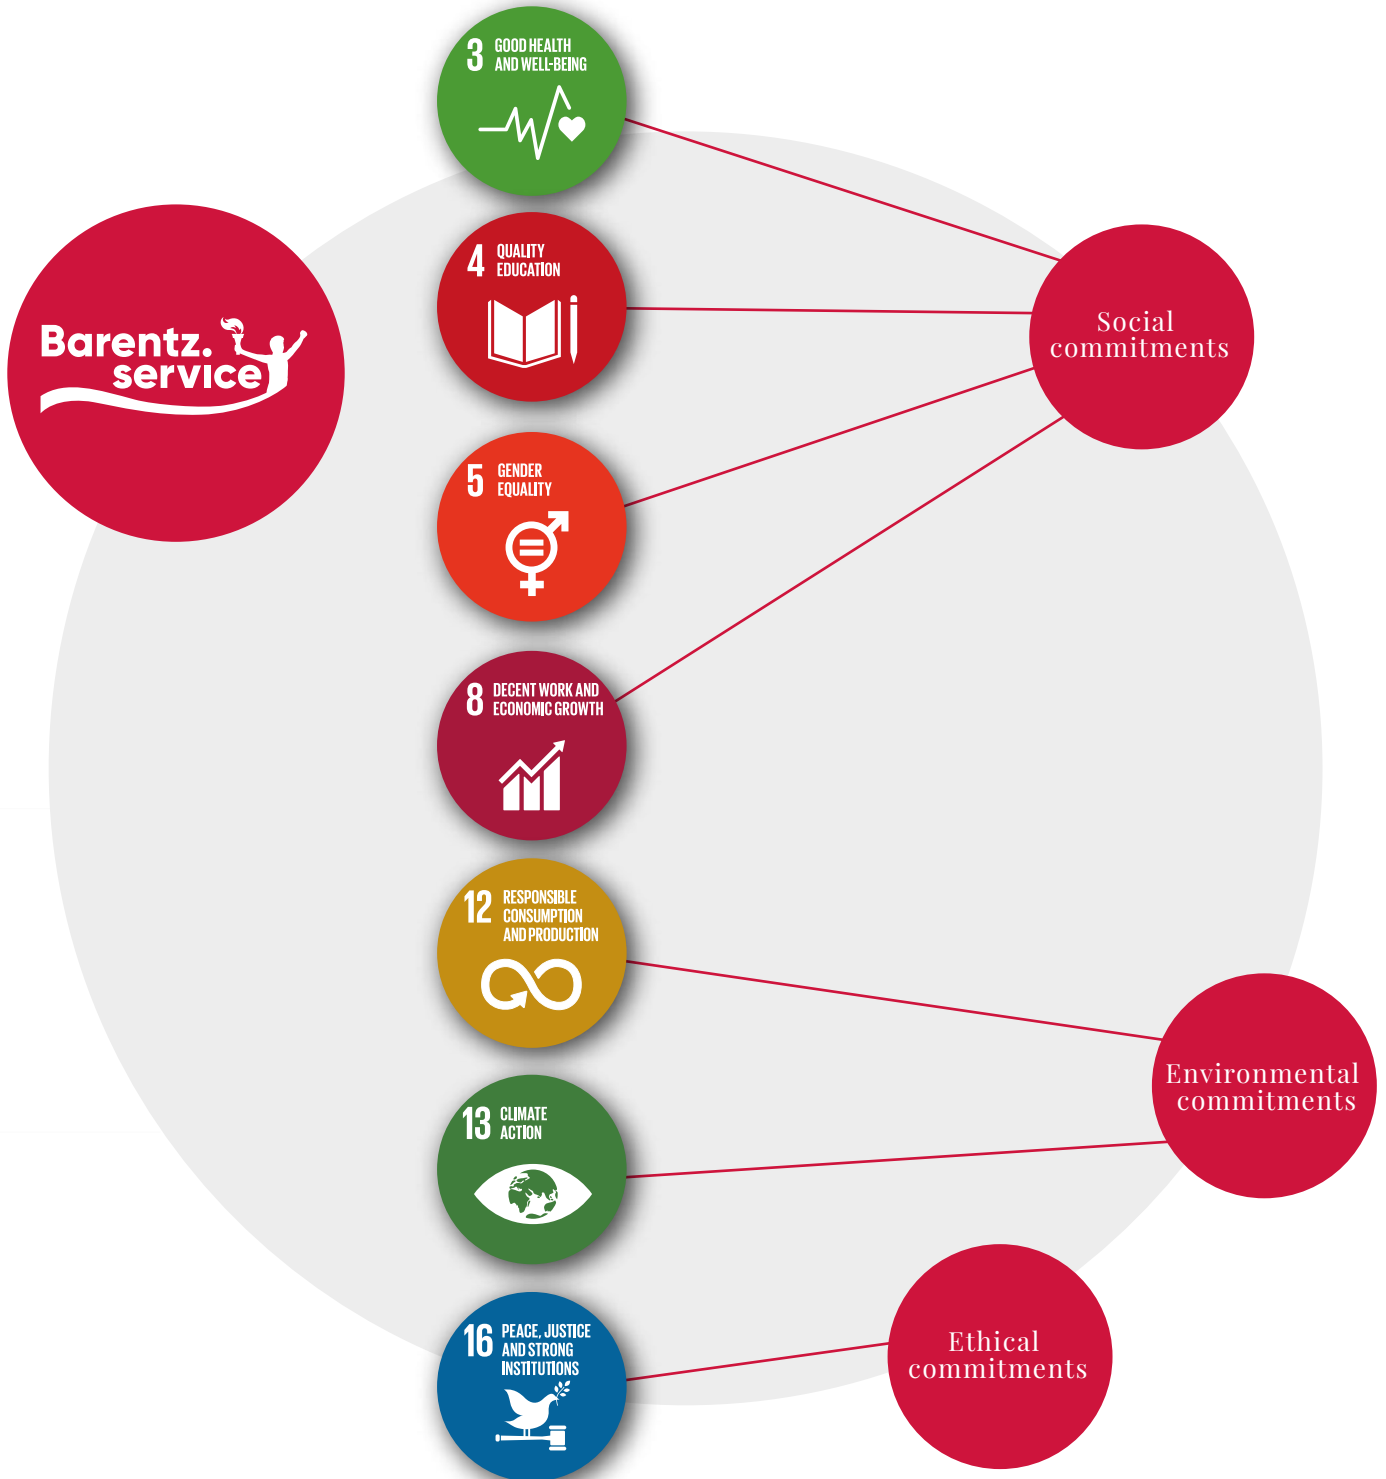 3 GOOD HEALTH
AND WELL-BEING
4 QUALITY
EDUCATION
Barentz.
service
Social
commitments
5 GENDER
EQUALITY
8 DECENT WORK AND
ECONOMIC GROWTH
12 RESPONSIBLE
CONSUMPTION
AND PRODUCTION
Environmental
commitments
13 CLIMATE
ACTION
16 PEACE, JUSTICE
AND STRONG
INSTITUTIONS
Ethical
commitments